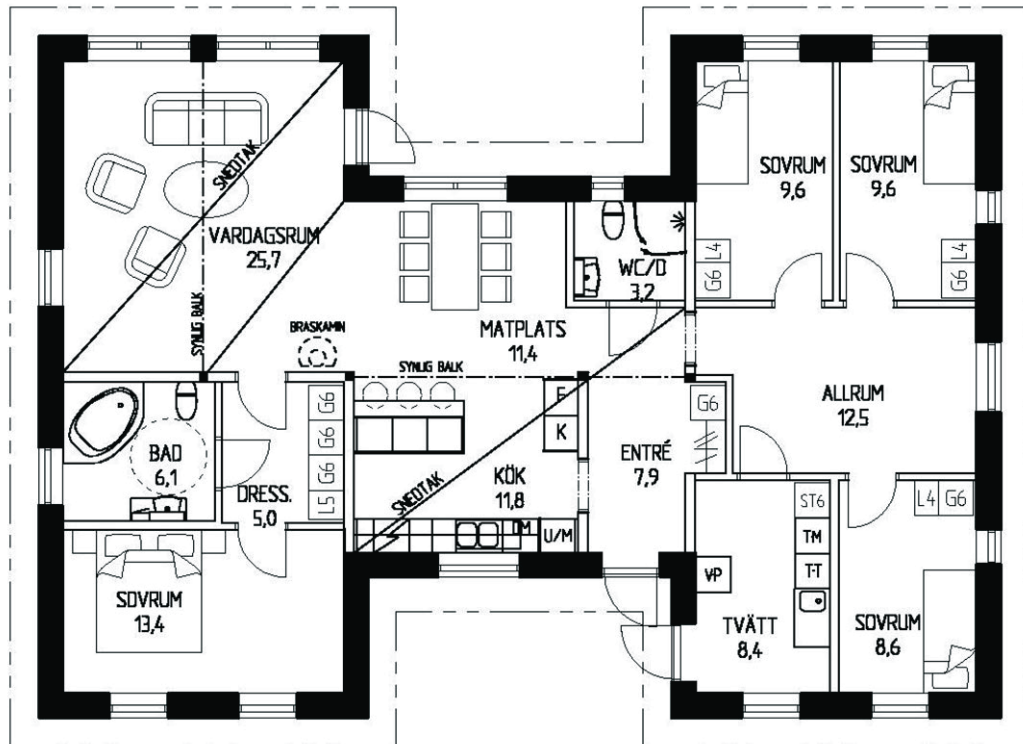 SNEDTAK
VARDAGSRUM
25,7
SYNLIG BALK
BRASKAMIN
MATPLATS
11,4
SYNLIG BALK
WC/D
3,2
SOVRUM
9,6
L4
G6
SOVRUM
9,6
L4
G6
ALLRUM
12,5
BAD
6,1
DRESS.
5,0
G6
G6
G6
L5
F
K
KÖK
11,8
SNEDTAK
DM
U/M
ENTRÉ
7,9
G6
SOVRUM
13,4
VP
TVÄTT
8,4
ST6
TM
TT
L4
G6
SOVRUM
8,6